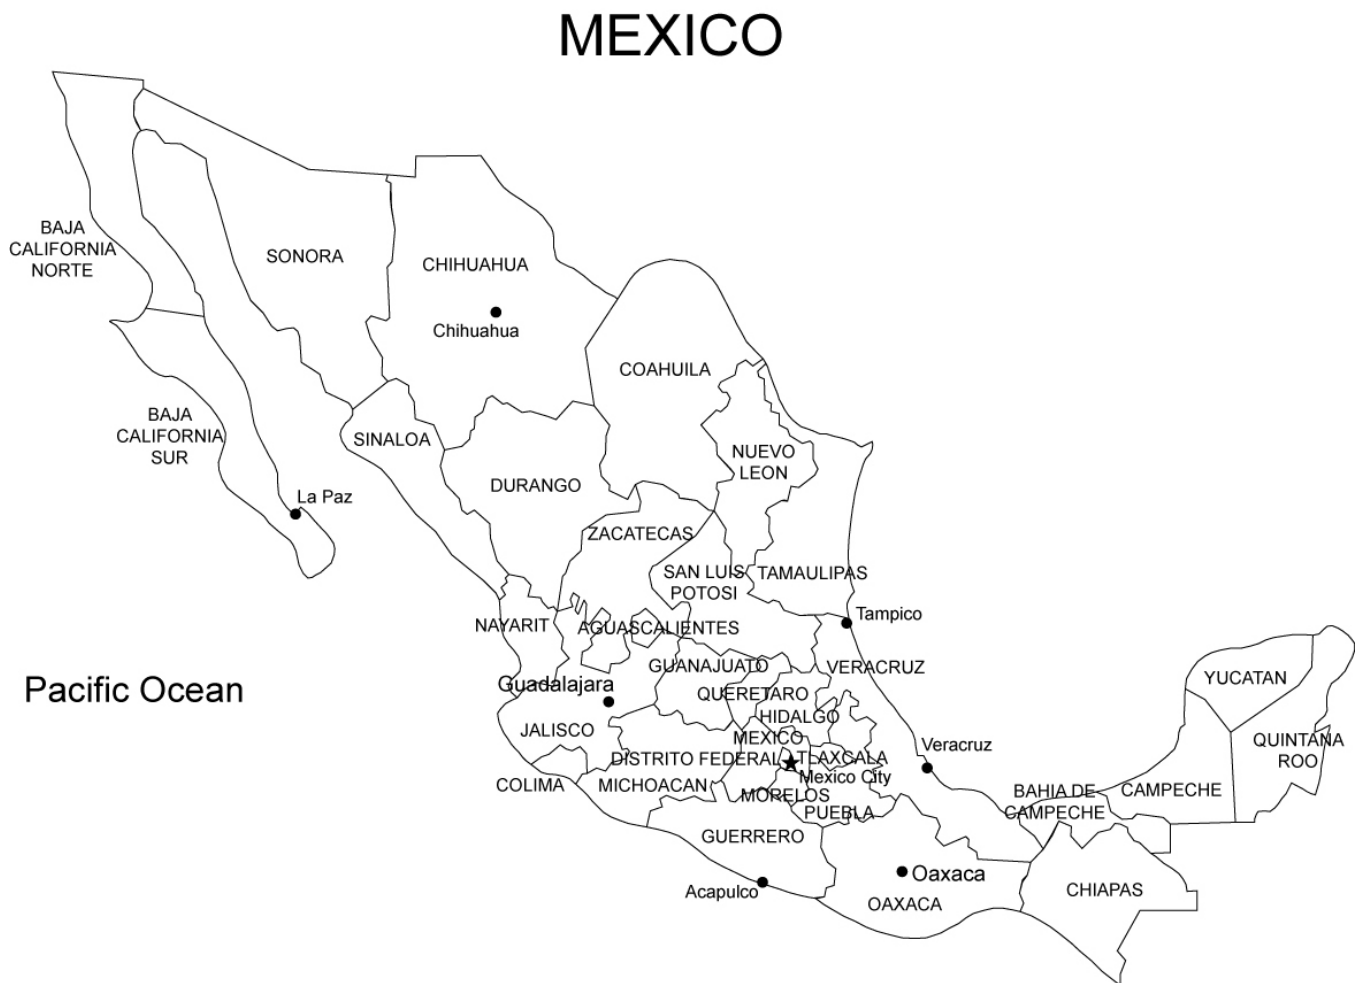 MEXICO
BAJA
CALIFORNIA
NORTE
SONORA
CHIHUAHUA
Chihuahua
COAHUILA
BAJA
CALIFORNIA
SUR
SINALOA
NUEVO
LEON
DURANGO
La Paz
ZACATECAS
SAN LUIS
POTOSI
TAMAULIPAS
Tampico
NAYARIT
AGUASCALIENTES
GUANAJUATO
VERACRUZ
YUCATAN
Pacific Ocean
Guadalajara
QUERETARO
HIDALGO
JALISCO
MEXICO
Veracruz
QUINTANA
ROO
DISTRITO FEDERAL
TLAXCALA
Mexico City
COLIMA
MICHOACAN
MORELOS
BAHIA DE
CAMPECHE
CAMPECHE
PUEBLA
GUERRERO
Oaxaca
Acapulco
OAXACA
CHIAPAS